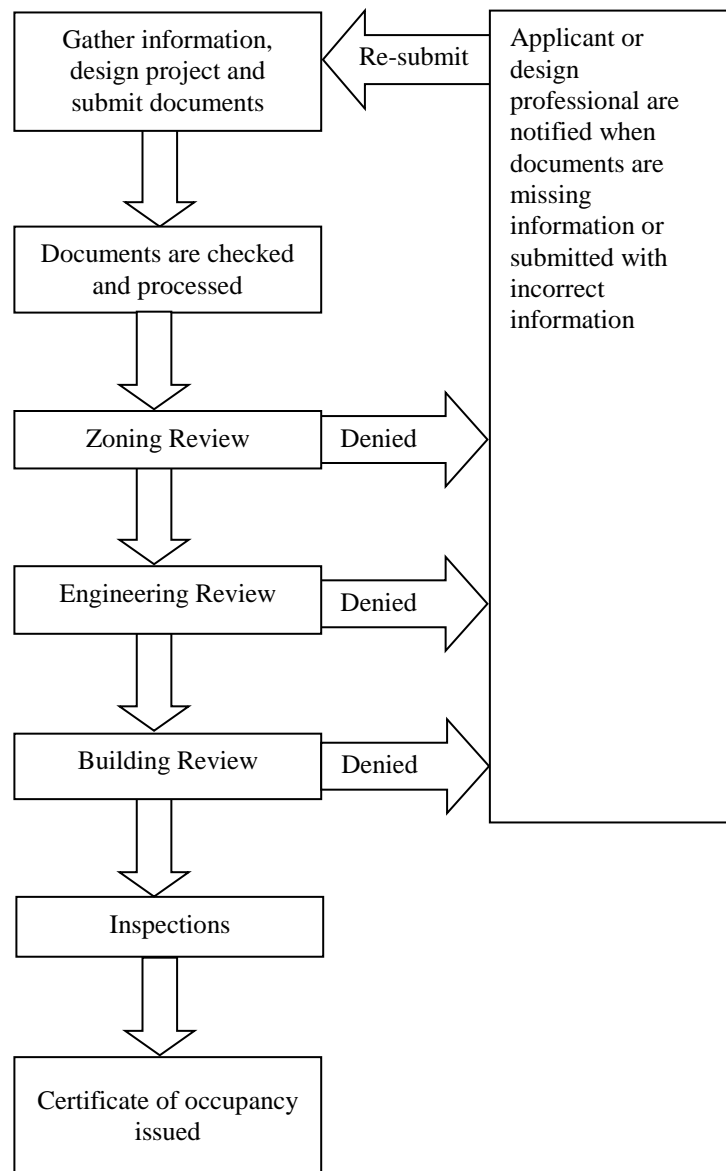 Gather information,
design project and
submit documents
Re-submit
Applicant or
design
professional are
notified when
documents are
missing
information or
submitted with
incorrect
information
Documents are checked
and processed
Zoning Review
Denied
Engineering Review
Denied
Building Review
Denied
Inspections
Certificate of occupancy
issued